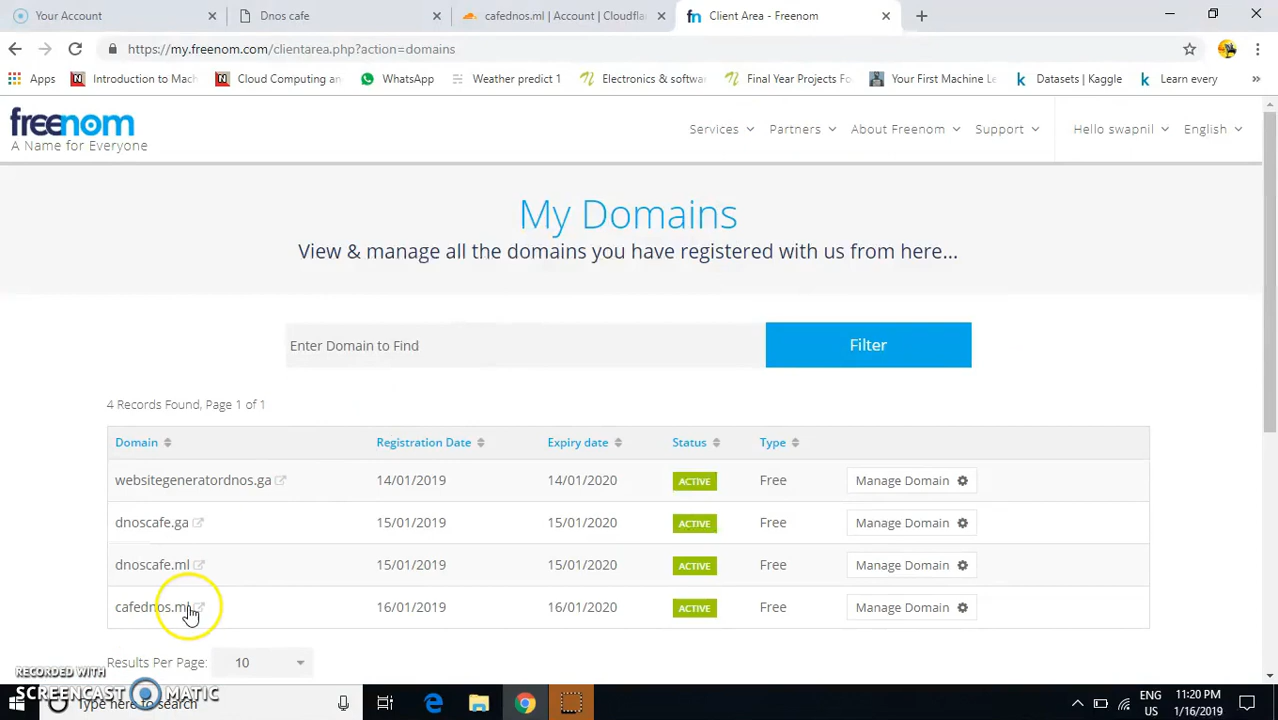 Your Account
Dnos cafe
cafednos.ml | Account | Cloudfla
fn Client Area - Freenom
https://my.freenom.com/clientarea.php?action=domains
Apps
N Introduction to Mach
N Cloud Computing an
WhatsApp
Weather predict 1
Electronics & softwa
Final Year Projects Fo
Your First Machine Le
k Datasets | Kaggle
k Learn every
»
freenom
A Name for Everyone
Services
Partners
About Freenom
Support
Hello swapnil
English
My Domains
View & manage all the domains you have registered with us from here...
Enter Domain to Find
Filter
4 Records Found, Page 1 of 1
Domain Registration Date Expiry date Status Type
websitegeneratordnos.ga 14/01/2019 14/01/2020 ACTIVE Free Manage Domain
dnoscafe.ga 15/01/2019 15/01/2020 ACTIVE Free Manage Domain
dnoscafe.ml 15/01/2019 15/01/2020 ACTIVE Free Manage Domain
cafednos.ml 16/01/2019 16/01/2020 ACTIVE Free Manage Domain
Results Per Page: 10
RECORDED WITH
SCREENCAST MATIC
Type here to search
ENG
US
11:20 PM
1/16/2019